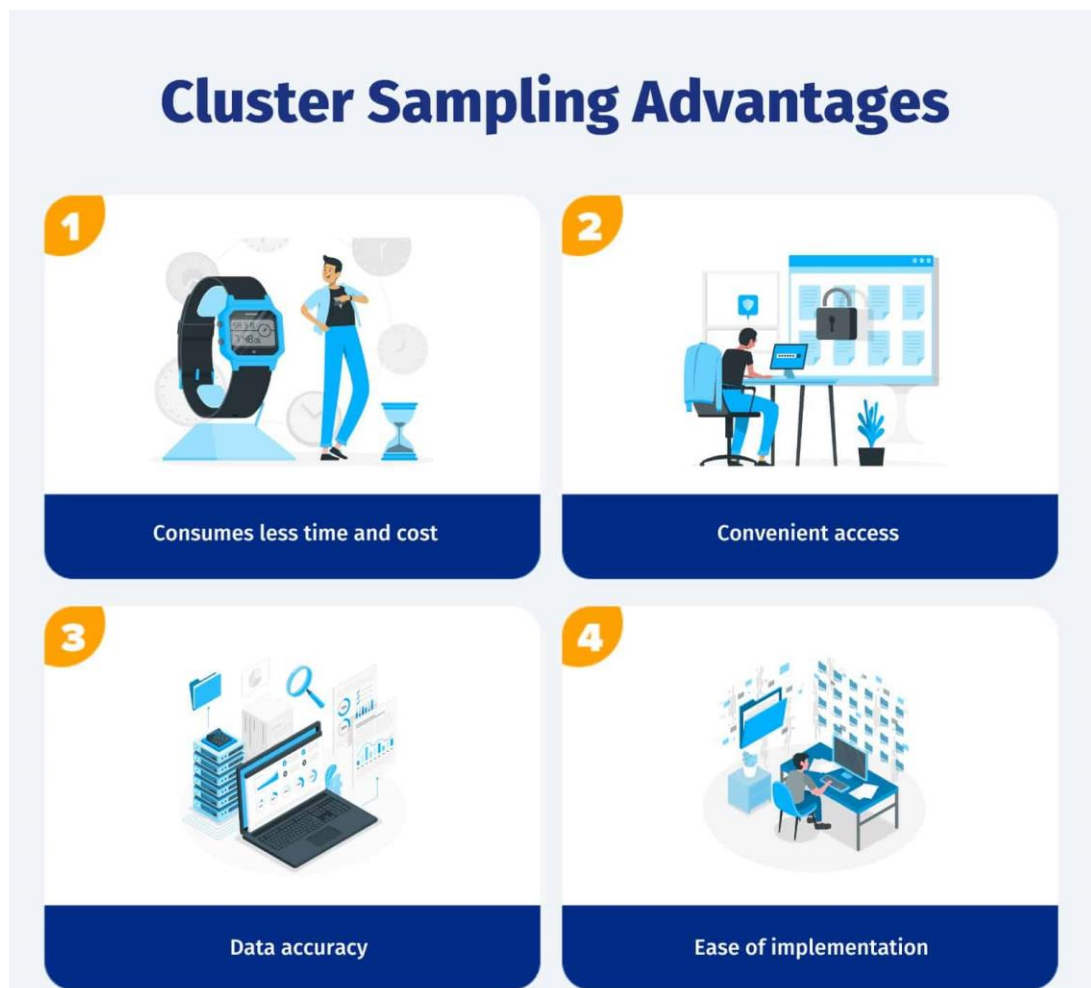 Cluster Sampling Advantages
1
2
Consumes less time and cost
Convenient access
3
4
Data accuracy
Ease of implementation